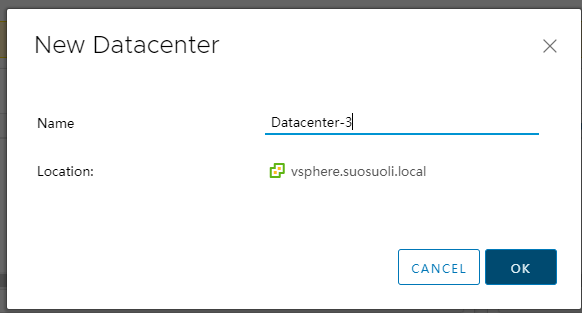 New Datacenter
Name
Datacenter-3
Location:
vsphere.suosuoli.local
CANCEL
OK